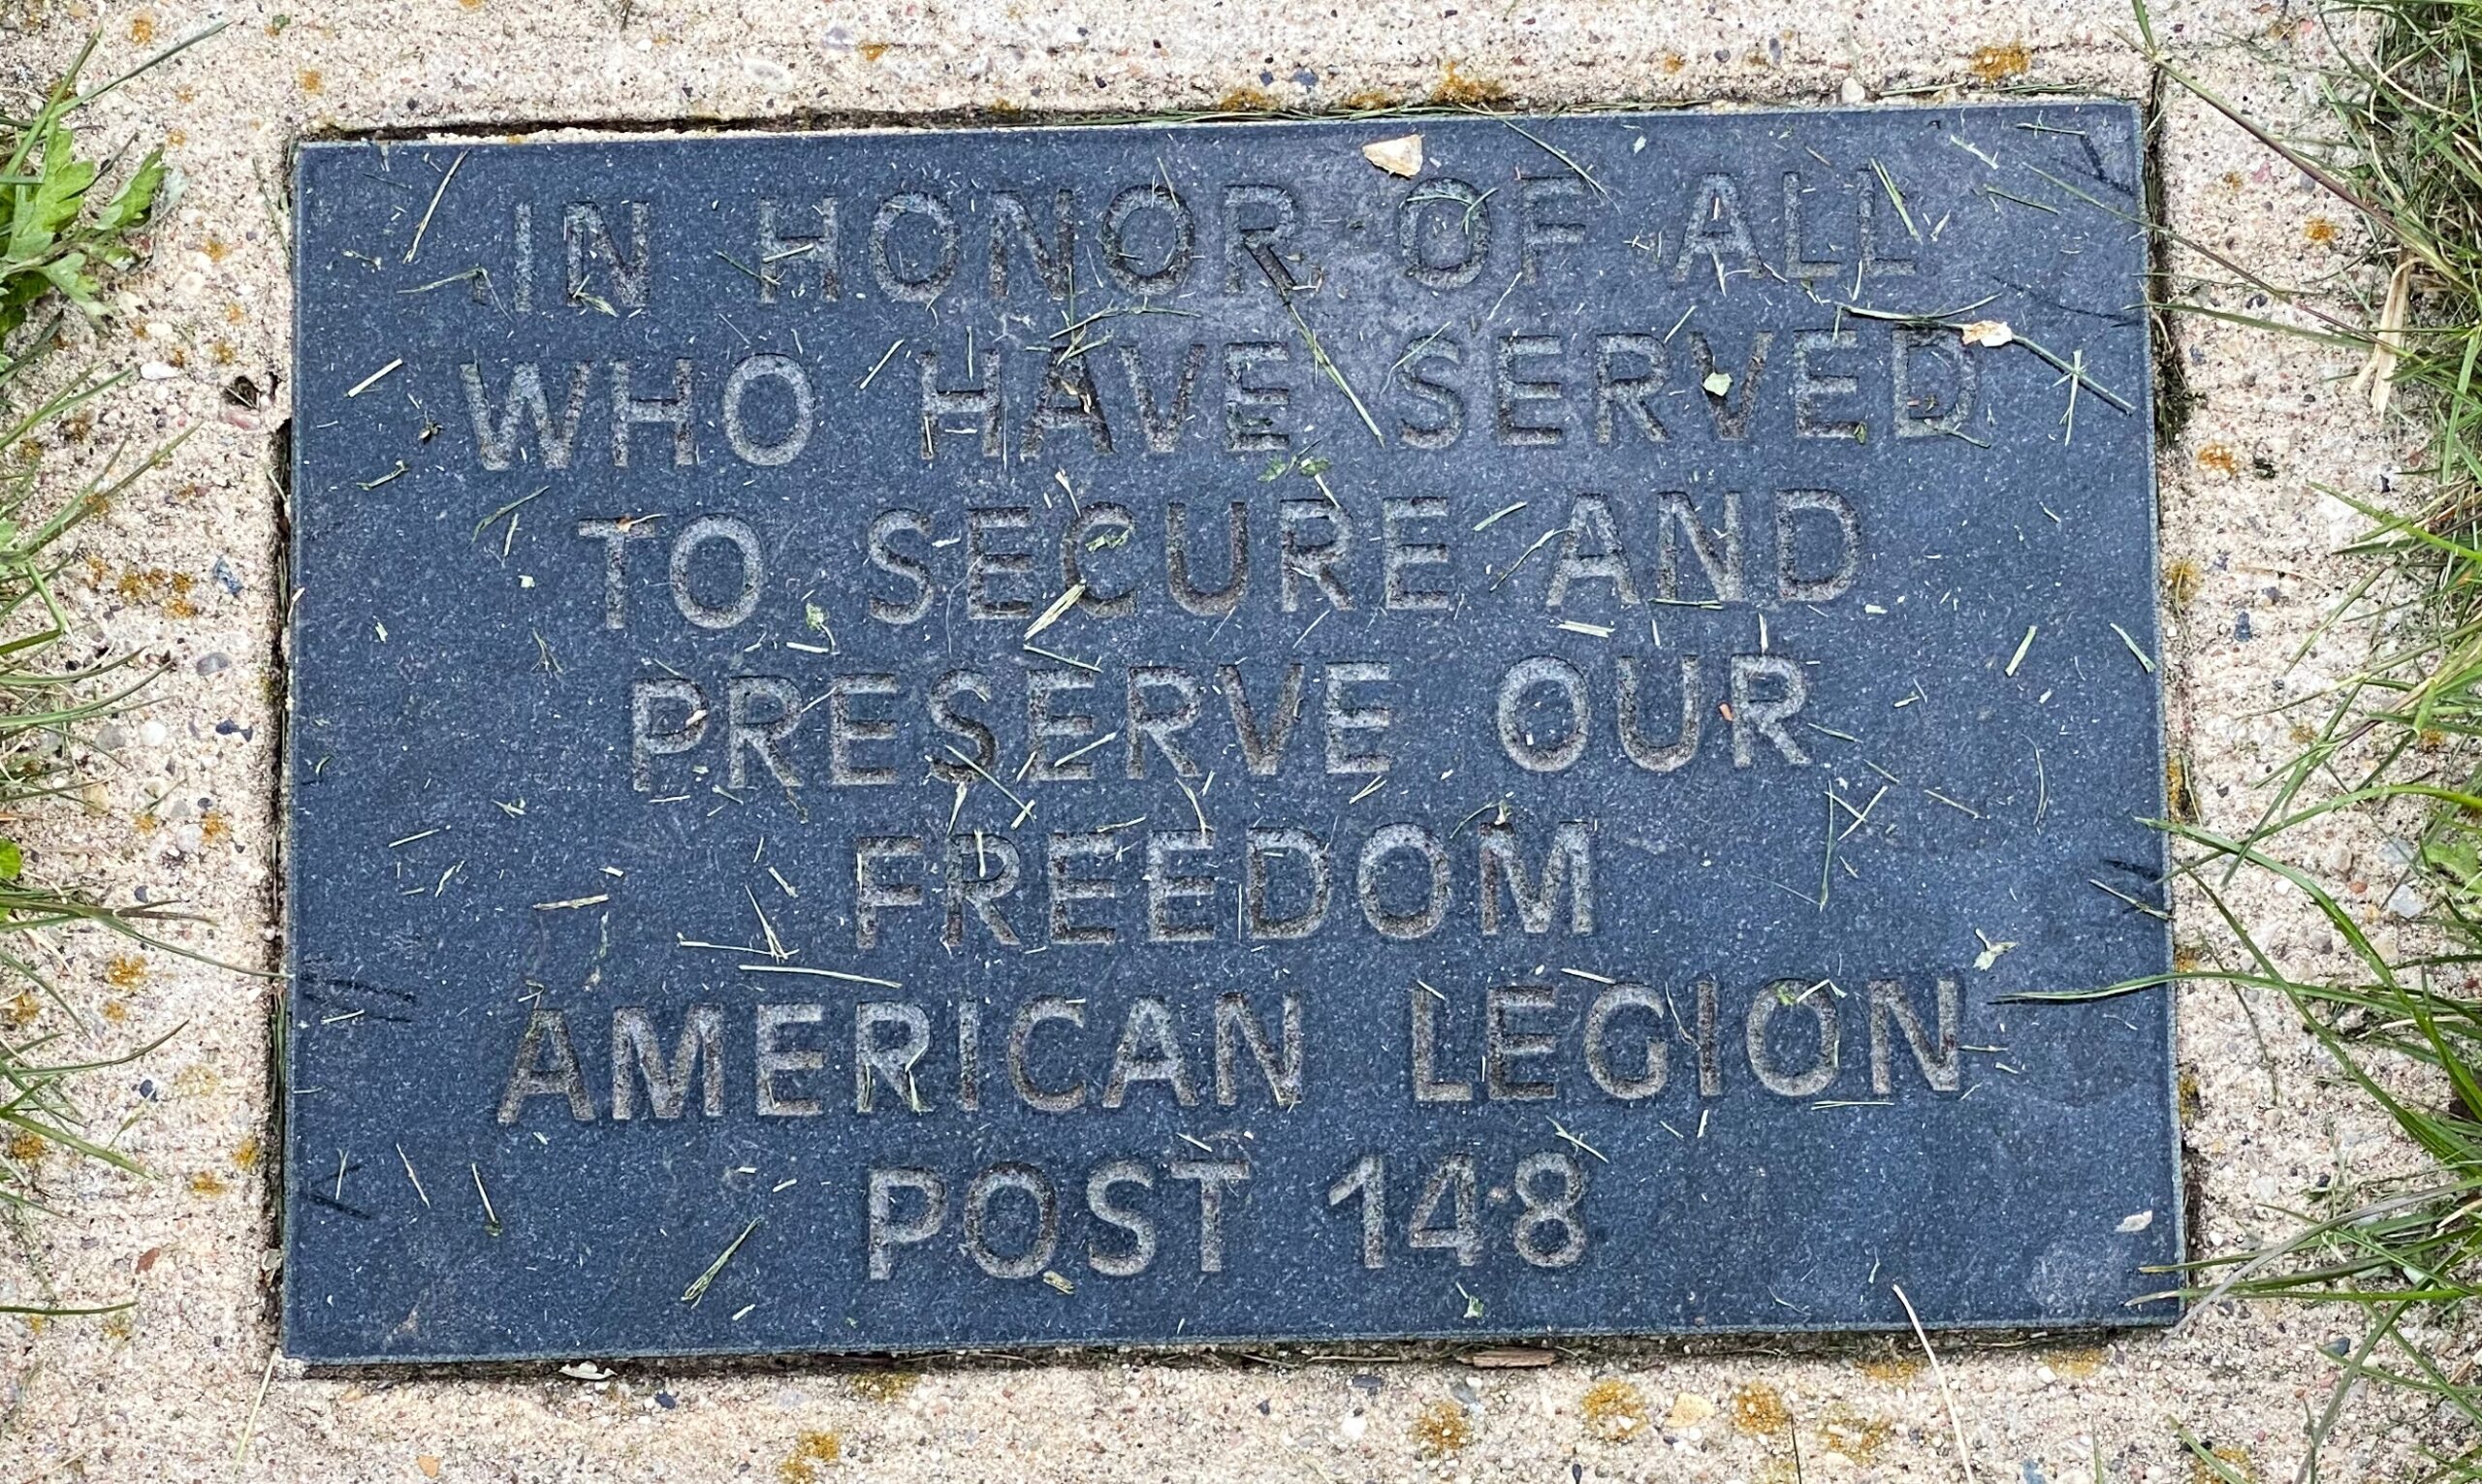 IN HONOR OF ALL
WHO HAVE SERVED
TO SECURE AND
PRESERVE OUR
FREEDOM
AMERICAN LEGION
POST 148